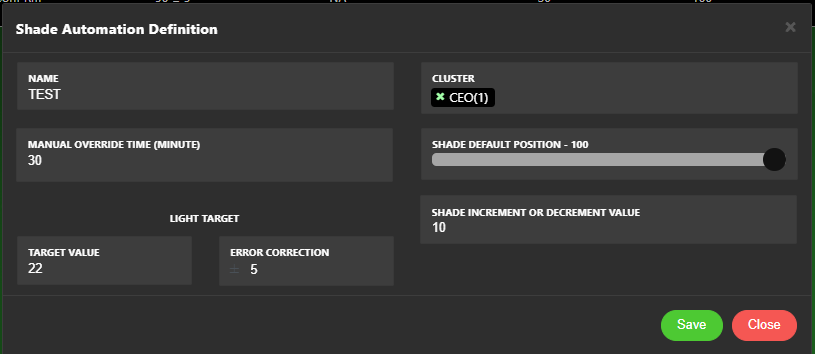 Shade Automation Definition
×
NAME
TEST
CLUSTER
× CEO(1)
MANUAL OVERRIDE TIME (MINUTE)
30
SHADE DEFAULT POSITION - 100
LIGHT TARGET
TARGET VALUE
22
ERROR CORRECTION
± 5
SHADE INCREMENT OR DECREMENT VALUE
10
Save
Close